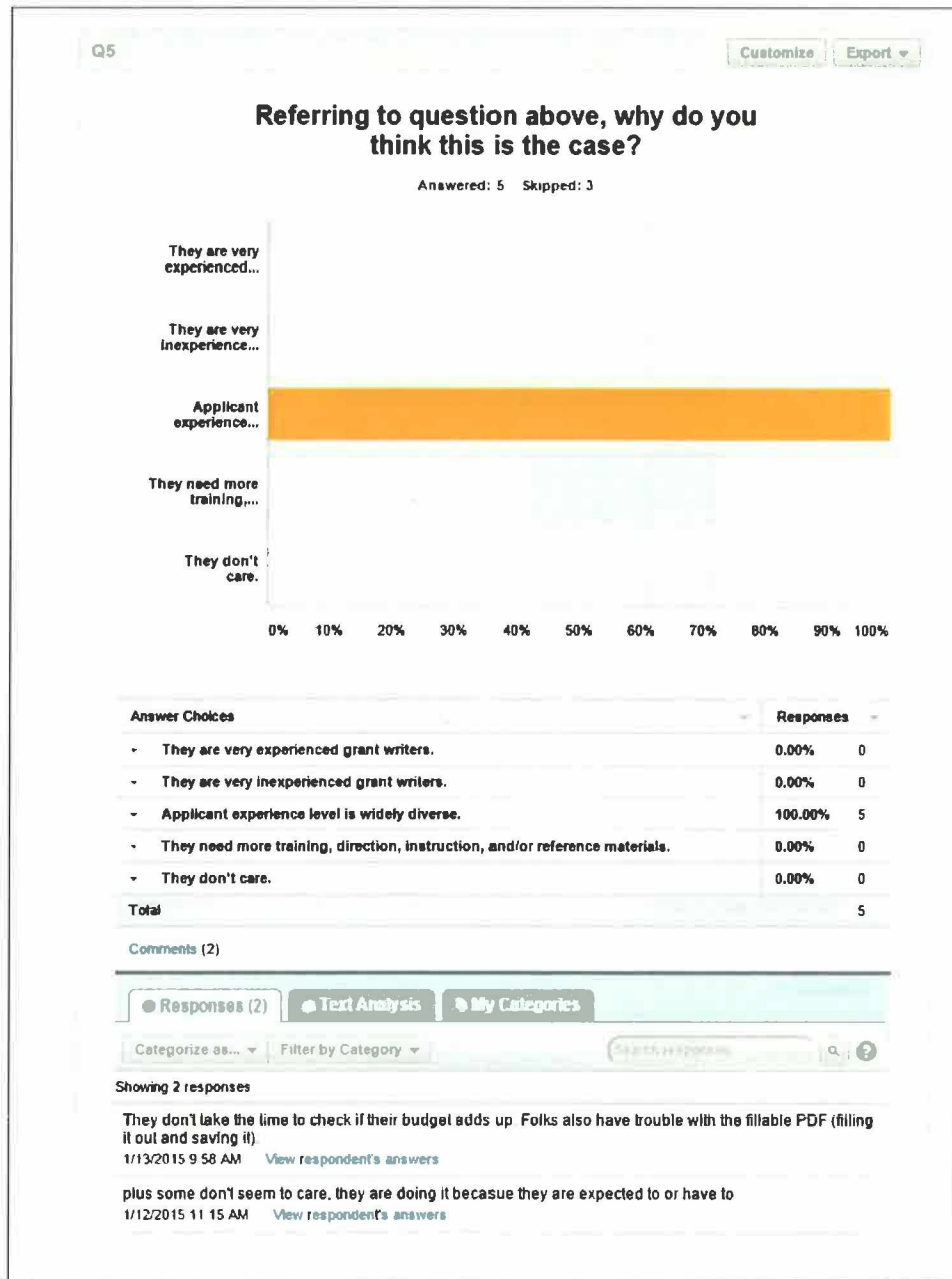 Q5
Customize Export
Referring to question above, why do you
think this is the case?
Answered: 5 Skipped: 3
They are very
experienced...
They are very
inexperience...
Applicant
experience...
They need more
training,...
They don't
care.
0% 10% 20% 30% 40% 50% 60% 70% 80% 90% 100%
Answer Choices Responses
They are very experienced grant writers. 0.00% 0
They are very inexperienced grant writers. 0.00% 0
Applicant experience level is widely diverse. 100.00% 5
They need more training, direction, instruction, and/or reference materials. 0.00% 0
They don't care. 0.00% 0
Total 5
Comments (2)
Responses (2) Text Analysis My Categories
Categorize as... Filter by Category Search responses ?
Showing 2 responses
They don't take the time to check if their budget adds up. Folks also have trouble with the fillable PDF (filling
it out and saving it).
1/13/2015 9:58 AM View respondent's answers
plus some don't seem to care, they are doing it becasue they are expected to or have to
1/12/2015 11:15 AM View respondent's answers